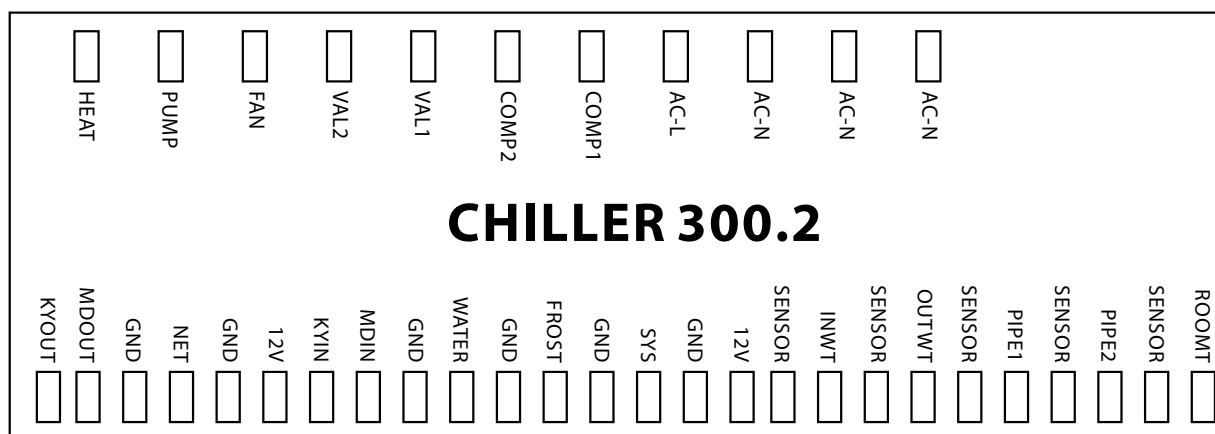 HEAT PUMP FAN VAL2 VAL1 COMP2 COMP1 AC-L AC-N AC-N AC-N
CHILLER 300.2
KYOUT MDOUT GND NET GND 12V KYIN MDIN GND WATER GND FROST GND SYS GND 12V SENSOR INWT SENSOR OUTWT SENSOR PIPE1 SENSOR PIPE2 SENSOR ROOMT